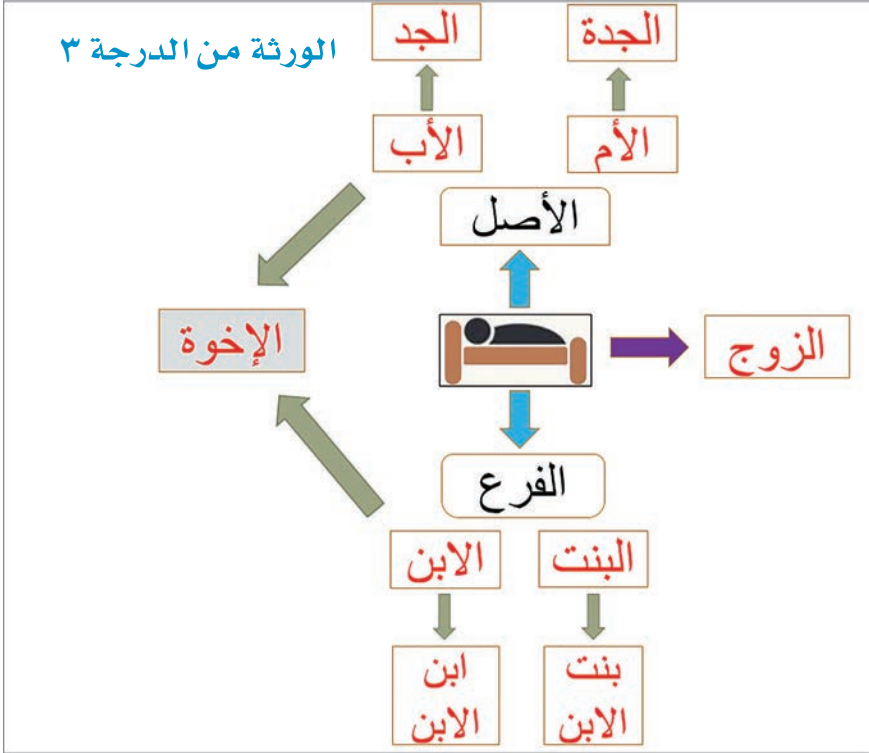 الورثة من الدرجة ٣
الجدة
الجد
الأم
الأب
الأصل
الزوج
الإخوة
الفرع
البنت
الابن
بنت
الابن
ابن
الابن